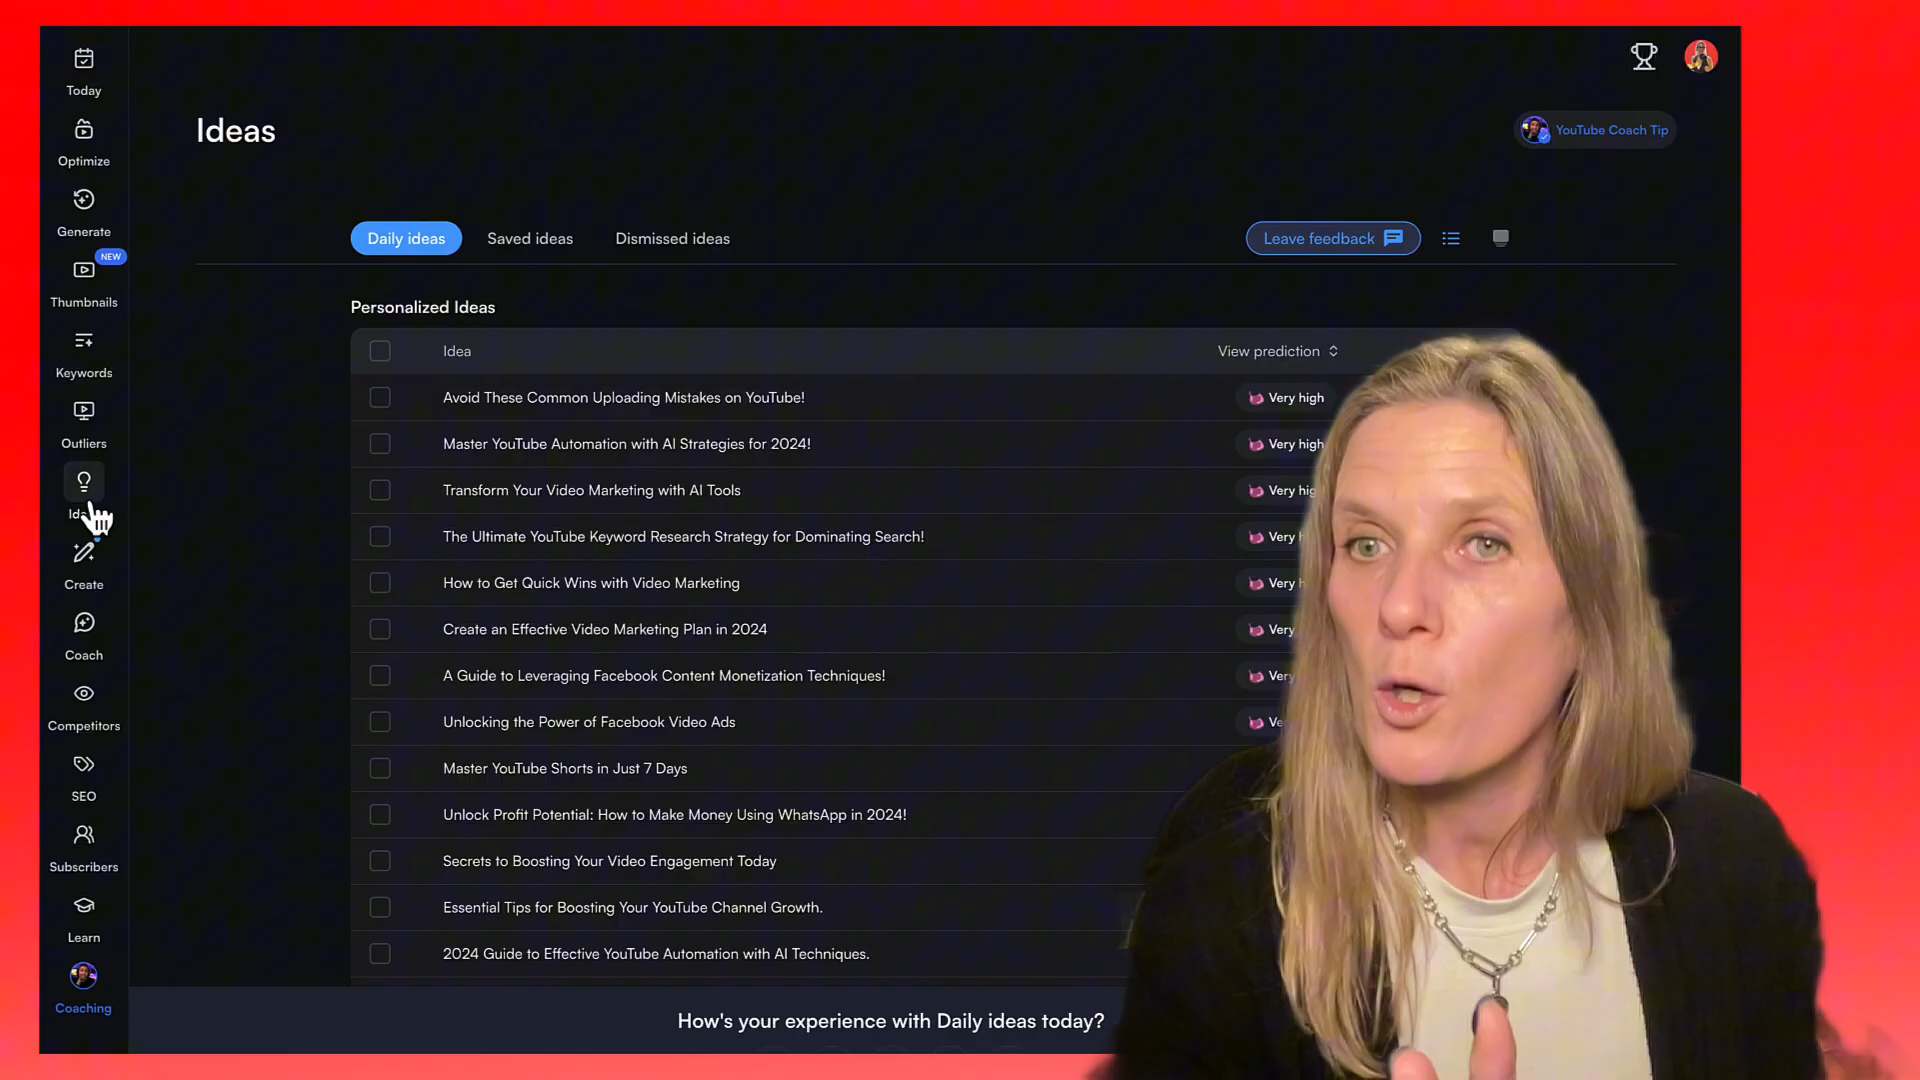 Today
Optimize
Generate
NEW
Thumbnails
Keywords
Outliers
Create
Coach
Competitors
SEO
Subscribers
Learn
Coaching
Ideas
YouTube Coach Tip
Daily ideas
Saved ideas
Dismissed ideas
Leave feedback
Personalized Ideas
Idea
View prediction
Avoid These Common Uploading Mistakes on YouTube!
Very high
Master YouTube Automation with AI Strategies for 2024!
Very high
Transform Your Video Marketing with AI Tools
Very hig
The Ultimate YouTube Keyword Research Strategy for Dominating Search!
Very h
How to Get Quick Wins with Video Marketing
Very h
Create an Effective Video Marketing Plan in 2024
Very
A Guide to Leveraging Facebook Content Monetization Techniques!
Very
Unlocking the Power of Facebook Video Ads
Ve
Master YouTube Shorts in Just 7 Days
Unlock Profit Potential: How to Make Money Using WhatsApp in 2024!
Secrets to Boosting Your Video Engagement Today
Essential Tips for Boosting Your YouTube Channel Growth.
2024 Guide to Effective YouTube Automation with AI Techniques.
How's your experience with Daily ideas today?